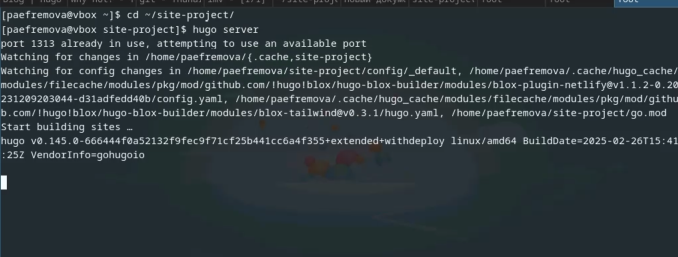 [paefremova@vbox ~]$ cd ~/site-project/
[paefremova@vbox site-project]$ hugo server
port 1313 already in use, attempting to use an available port
Watching for changes in /home/paefremova/{.cache,site-project}
Watching for config changes in /home/paefremova/site-project/config/_default, /home/paefremova/.cache/hugo_cache/
modules/filecache/modules/pkg/mod/github.com/!hugo!blox/hugo-blox-builder/modules/blox-plugin-netlify@v1.1.2-0.20
231209203044-d31adfedd40b/config.yaml, /home/paefremova/.cache/hugo_cache/modules/filecache/modules/pkg/mod/githu
b.com/!hugo!blox/hugo-blox-builder/modules/blox-tailwind@v0.3.1/hugo.yaml, /home/paefremova/site-project/go.mod
Start building sites …
hugo v0.145.0-666444f0a52132f9fec9f71cf25b441cc6a4f355+extended+withdeploy linux/amd64 BuildDate=2025-02-26T15:41
:25Z VendorInfo=gohugoio